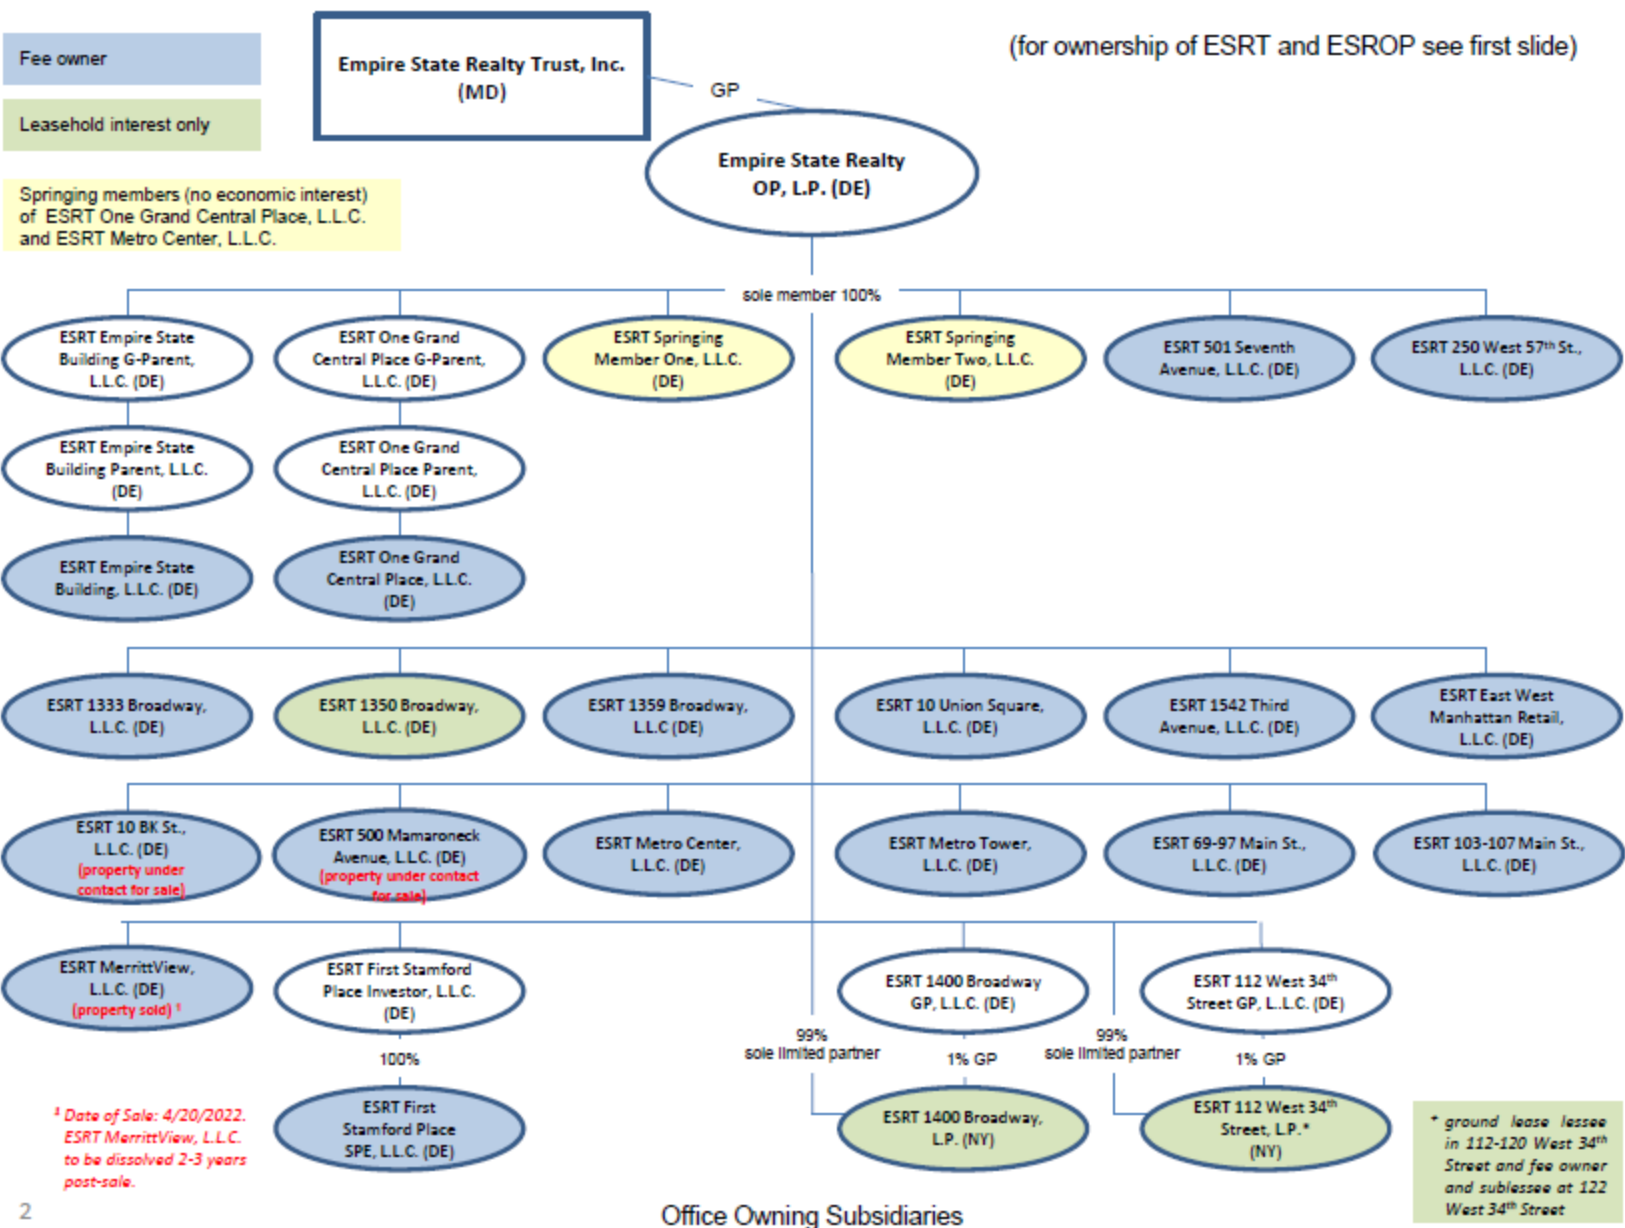 Fee owner
Leasehold interest only
Springing members (no economic interest)
of ESRT One Grand Central Place, L.L.C.
and ESRT Metro Center, L.L.C.
Empire State Realty Trust, Inc.
(MD)
GP
(for ownership of ESRT and ESROP see first slide)
Empire State Realty
OP, L.P. (DE)
sole member 100%
ESRT Empire State
Building G-Parent,
L.L.C. (DE)
ESRT One Grand
Central Place G-Parent,
L.L.C. (DE)
ESRT Springing
Member One, L.L.C.
(DE)
ESRT Springing
Member Two, L.L.C.
(DE)
ESRT 501 Seventh
Avenue, L.L.C. (DE)
ESRT 250 West 57th St.,
L.L.C. (DE)
ESRT Empire State
Building Parent, L.L.C.
(DE)
ESRT One Grand
Central Place Parent,
L.L.C. (DE)
ESRT Empire State
Building, L.L.C. (DE)
ESRT One Grand
Central Place, L.L.C.
(DE)
ESRT 1333 Broadway,
L.L.C. (DE)
ESRT 1350 Broadway,
L.L.C. (DE)
ESRT 1359 Broadway,
L.L.C (DE)
ESRT 10 Union Square,
L.L.C. (DE)
ESRT 1542 Third
Avenue, L.L.C. (DE)
ESRT East West
Manhattan Retail,
L.L.C. (DE)
ESRT 10 BK St.,
L.L.C. (DE)
(property under
contact for sale)
ESRT 500 Mamaroneck
Avenue, L.L.C. (DE)
(property under contact
for sale)
ESRT Metro Center,
L.L.C. (DE)
ESRT Metro Tower,
L.L.C. (DE)
ESRT 69-97 Main St.,
L.L.C. (DE)
ESRT 103-107 Main St.,
L.L.C. (DE)
ESRT MerrittView,
L.L.C. (DE)
(property sold) ¹
ESRT First Stamford
Place Investor, L.L.C.
(DE)
ESRT 1400 Broadway
GP, L.L.C. (DE)
ESRT 112 West 34th
Street GP, L..L.C. (DE)
100%
99%
sole limited partner
1% GP
99%
sole limited partner
1% GP
ESRT First
Stamford Place
SPE, L.L.C. (DE)
ESRT 1400 Broadway,
L.P. (NY)
ESRT 112 West 34th
Street, L.P.*
(NY)
¹ Date of Sale: 4/20/2022.
ESRT MerrittView, L.L.C.
to be dissolved 2-3 years
post-sale.
* ground lease lessee
in 112-120 West 34th
Street and fee owner
and sublessee at 122
West 34th Street
2
Office Owning Subsidiaries